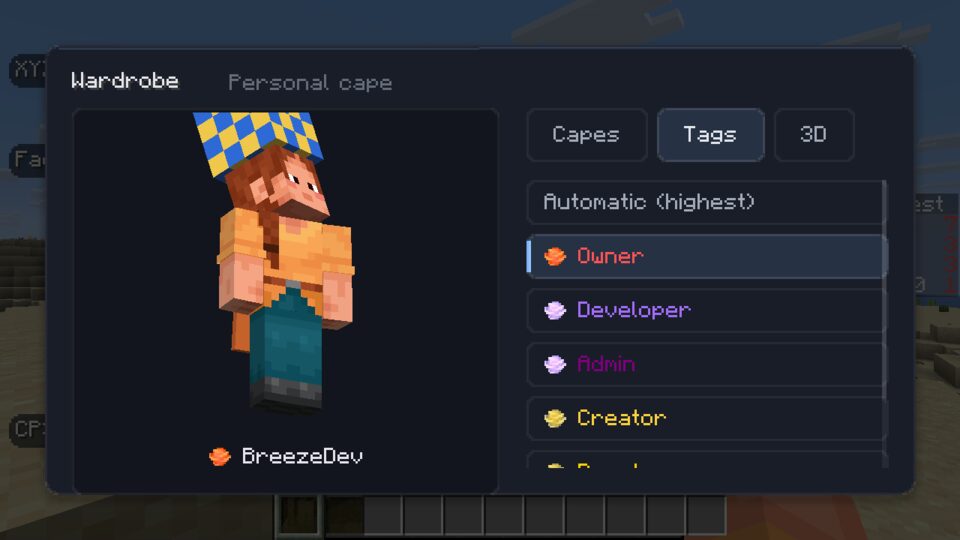 Wardrobe Personal cape
Capes Tags 3D
Automatic (highest)
Owner
Developer
Admin
Creator
BreezeDev